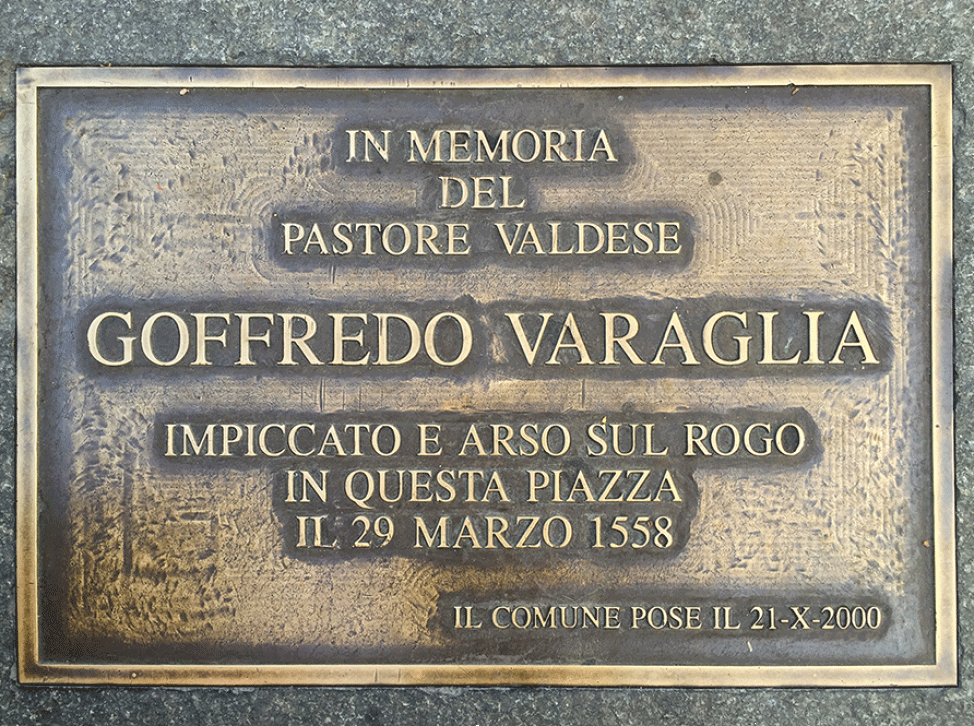 IN MEMORIA
DEL
PASTORE VALDESE
GOFFREDO VARAGLIA
IMPICCATO E ARSO SUL ROGO
IN QUESTA PIAZZA
IL 29 MARZO 1558
IL COMUNE POSE IL 21-X-2000